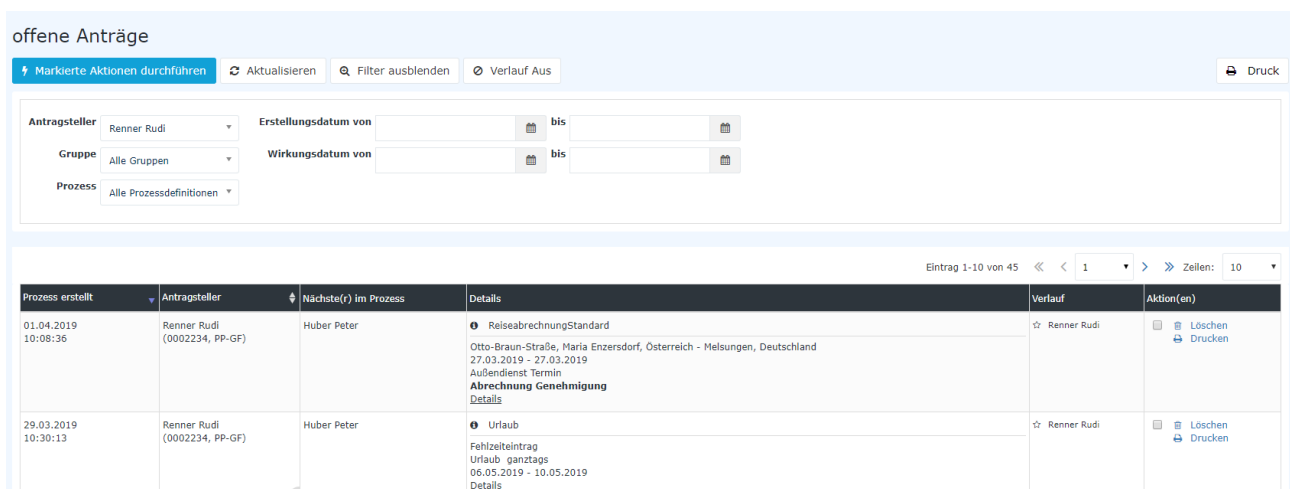 offene Anträge
Markierte Aktionen durchführen Aktualisieren Filter ausblenden Verlauf Aus Druck
Antragsteller Renner Rudi Erstellungsdatum von bis
Gruppe Alle Gruppen Wirkungsdatum von bis
Prozess Alle Prozessdefinitionen
Eintrag 1-10 von 45 1 Zeilen: 10
Prozess erstellt Antragsteller Nächste(r) im Prozess Details Verlauf Aktion(en)
01.04.2019 Renner Rudi Huber Peter ReiseabrechnungStandard Renner Rudi Löschen
10:08:36 (0002234, PP-GF) Drucken
Otto-Braun-Straße, Maria Enzersdorf, Österreich - Melsungen, Deutschland
27.03.2019 - 27.03.2019
Außendienst Termin
Abrechnung Genehmigung
Details
29.03.2019 Renner Rudi Huber Peter Urlaub Renner Rudi Löschen
10:30:13 (0002234, PP-GF) Drucken
Fehlzeiteintrag
Urlaub ganztags
06.05.2019 - 10.05.2019
Details